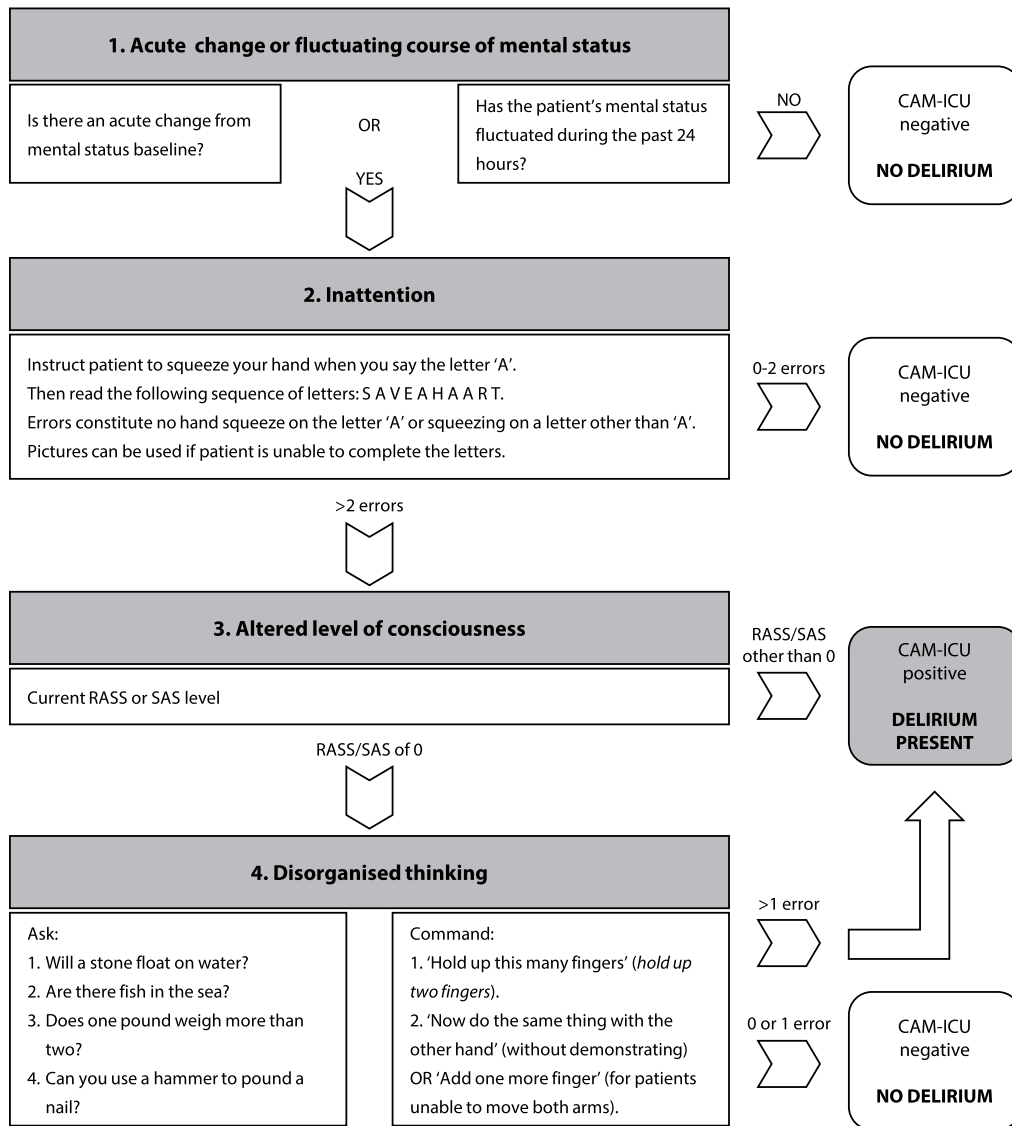 1. Acute change or fluctuating course of mental status
Is there an acute change from
mental status baseline?
OR
YES
Has the patient’s mental status
fluctuated during the past 24
hours?
NO
CAM-ICU
negative
NO DELIRIUM
2. Inattention
Instruct patient to squeeze your hand when you say the letter ‘A’.
Then read the following sequence of letters: S A V E A H A A R T.
Errors constitute no hand squeeze on the letter ‘A’ or squeezing on a letter other than ‘A’.
Pictures can be used if patient is unable to complete the letters.
0-2 errors
CAM-ICU
negative
NO DELIRIUM
>2 errors
3. Altered level of consciousness
Current RASS or SAS level
RASS/SAS
other than 0
CAM-ICU
positive
DELIRIUM
PRESENT
RASS/SAS of 0
4. Disorganised thinking
Ask:
1. Will a stone float on water?
2. Are there fish in the sea?
3. Does one pound weigh more than
two?
4. Can you use a hammer to pound a
nail?
Command:
1. ‘Hold up this many fingers’ (hold up
two fingers).
2. ‘Now do the same thing with the
other hand’ (without demonstrating)
OR ‘Add one more finger’ (for patients
unable to move both arms).
>1 error
0 or 1 error
CAM-ICU
negative
NO DELIRIUM